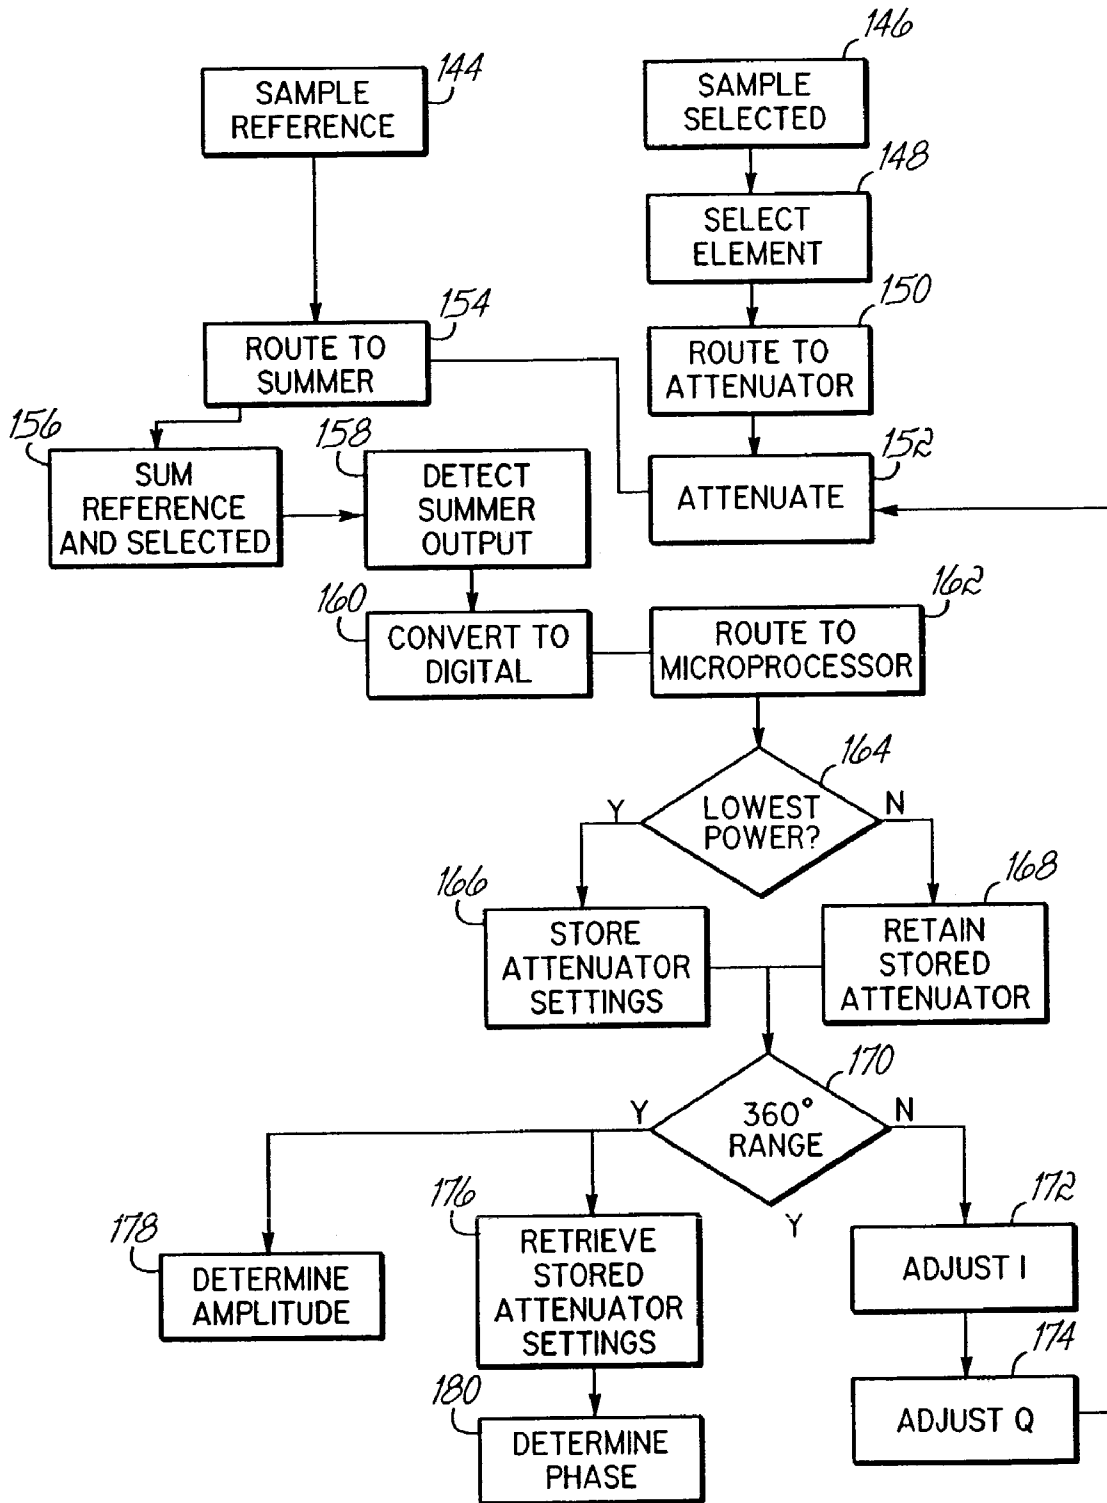 144
SAMPLE
REFERENCE
146
SAMPLE
SELECTED
148
SELECT
ELEMENT
150
ROUTE TO
ATTENUATOR
154
ROUTE TO
SUMMER
152
ATTENUATE
156
SUM
REFERENCE
AND SELECTED
158
DETECT
SUMMER
OUTPUT
160
CONVERT TO
DIGITAL
162
ROUTE TO
MICROPROCESSOR
164
LOWEST
POWER?
Y
N
166
STORE
ATTENUATOR
SETTINGS
168
RETAIN
STORED
ATTENUATOR
170
360°
RANGE
Y
N
Y
178
DETERMINE
AMPLITUDE
176
RETRIEVE
STORED
ATTENUATOR
SETTINGS
172
ADJUST I
174
ADJUST Q
180
DETERMINE
PHASE